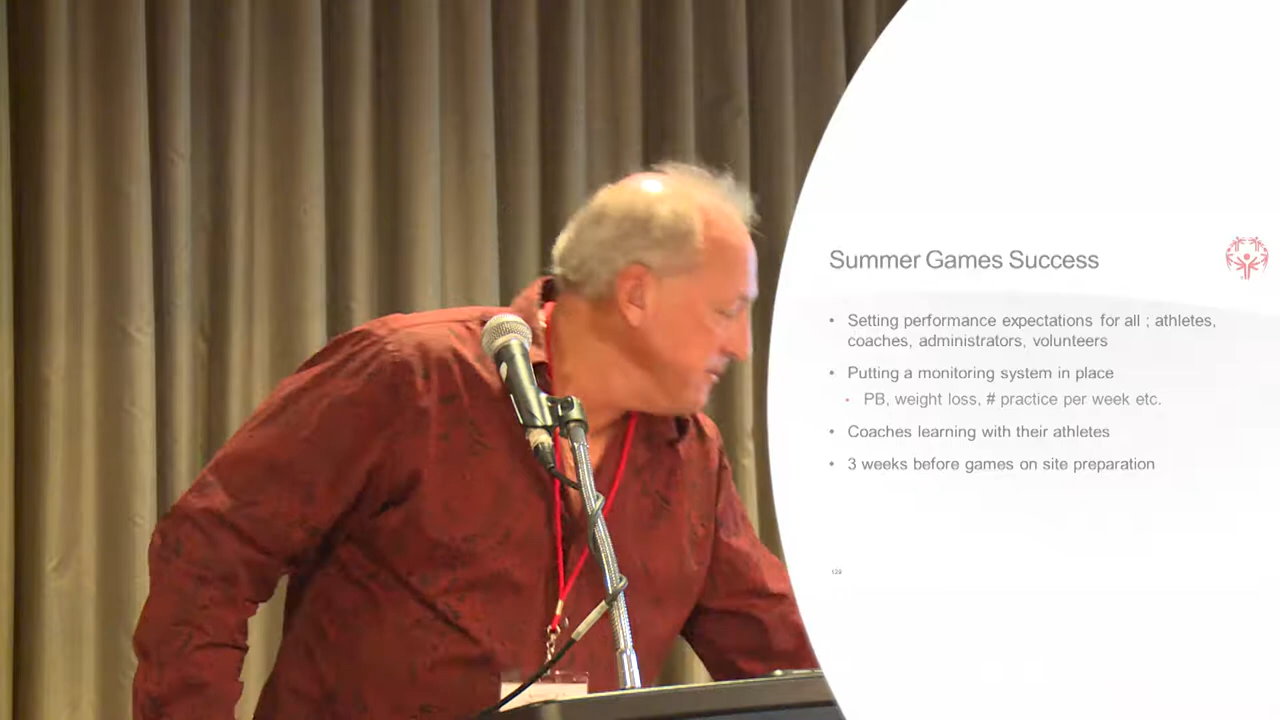 Summer Games Success
• Setting performance expectations for all ; athletes,
coaches, administrators, volunteers
• Putting a monitoring system in place
• PB, weight loss, # practice per week etc.
• Coaches learning with their athletes
• 3 weeks before games on site preparation
129